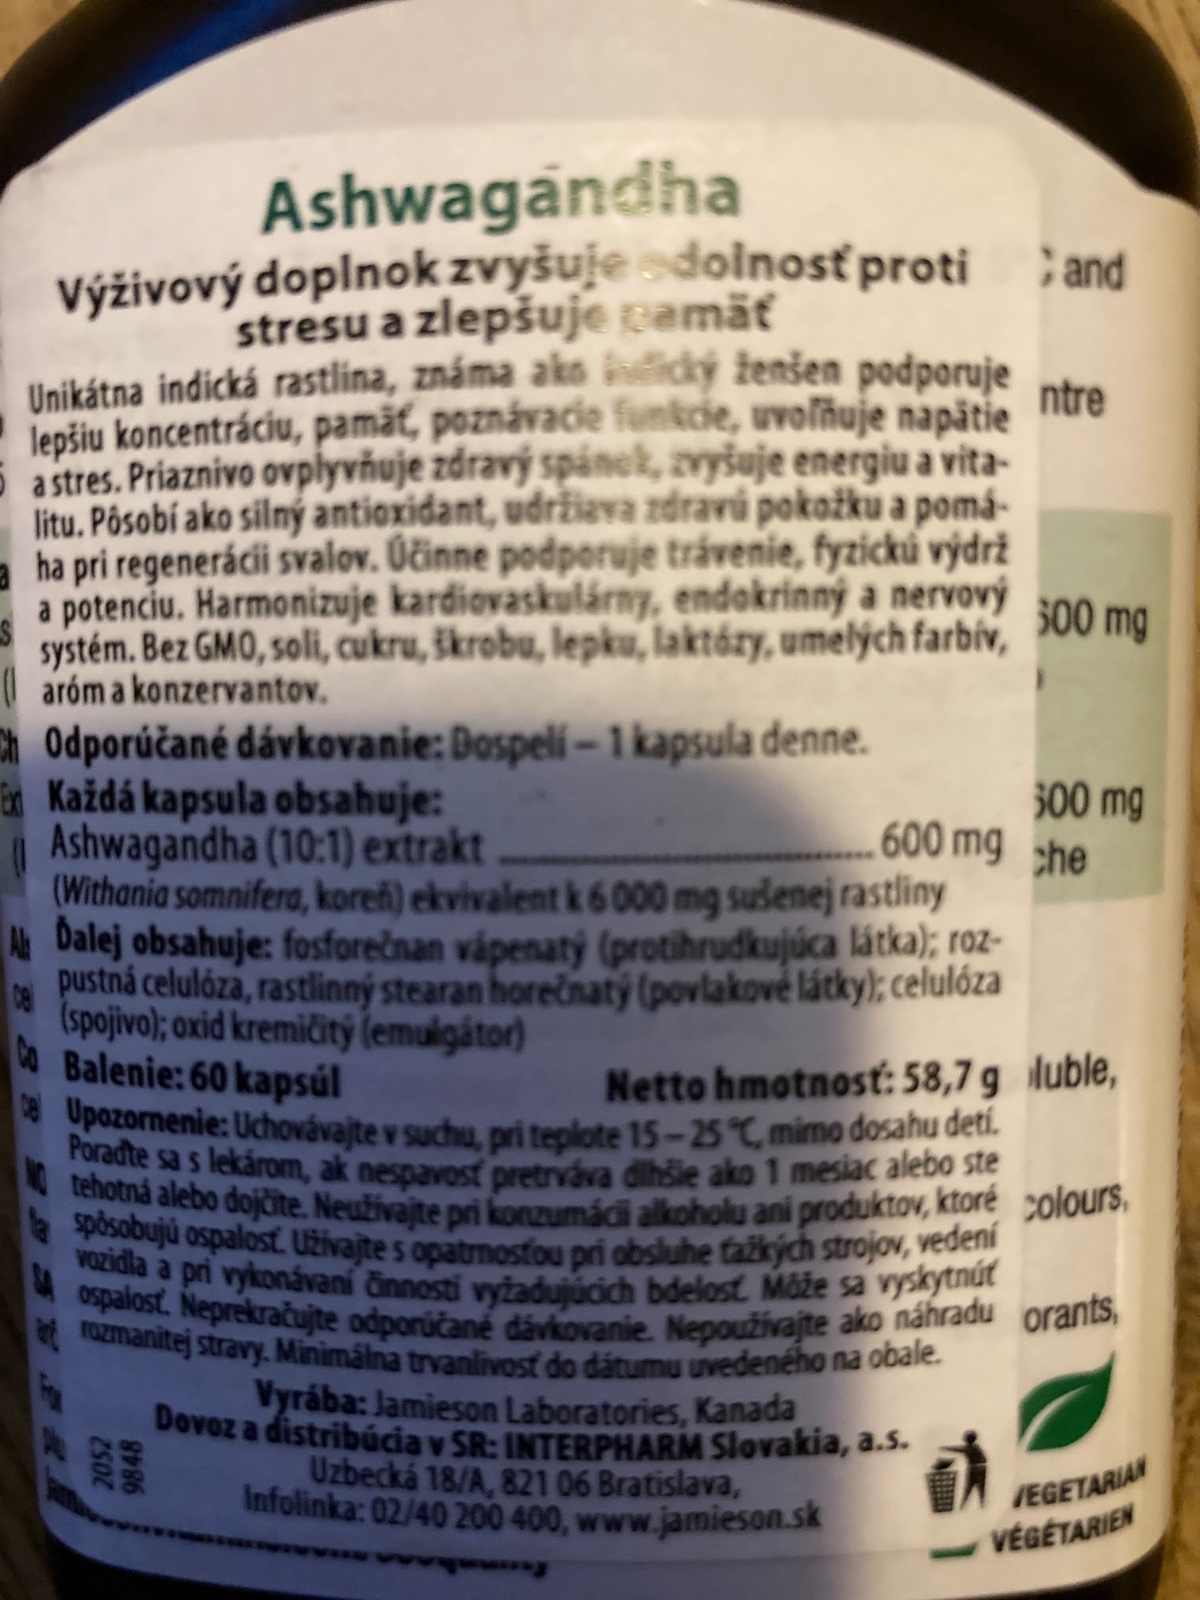 Ashwagandha
Výživový doplnok zvyšuje odolnosť proti
stresu a zlepšuje pamäť
Unikátna indická rastlina, známa ako indický ženšen podporuje
lepšiu koncentráciu, pamäť, poznávacie funkcie, uvoľňuje napätie
a stres. Priaznivo ovplyvňuje zdravý spánok, zvyšuje energiu a vita-
litu. Pôsobí ako silný antioxidant, udržiava zdravú pokožku a pomá-
ha pri regenerácii svalov. Účinne podporuje trávenie, fyzickú výdrž
a potenciu. Harmonizuje kardiovaskulárny, endokrinný a nervový
systém. Bez GMO, soli, cukru, škrobu, lepku, laktózy, umelých farbív,
aróm a konzervantov.
Odporúčané dávkovanie: Dospelí – 1 kapsula denne.
Každá kapsula obsahuje:
Ashwagandha (10:1) extrakt ........ 600 mg
(Withania somnifera, koreň) ekvivalent k 6 000 mg sušenej rastliny
Ďalej obsahuje: fosforečnan vápenatý (protihrudkujúca látka); roz-
pustná celulóza, rastlinný stearan horečnatý (povlakové látky); celulóza
(spojivo); oxid kremičitý (emulgátor)
Balenie: 60 kapsúl Netto hmotnosť: 58,7 g
Upozornenie: Uchovávajte v suchu, pri teplote 15 – 25 °C, mimo dosahu detí.
Poraďte sa s lekárom, ak nespavosť pretrváva dlhšie ako 1 mesiac alebo ste
tehotná alebo dojčíte. Neužívajte pri konzumácii alkoholu ani produktov, ktoré
spôsobujú ospalosť. Užívajte s opatrnosťou pri obsluhe ťažkých strojov, vedení
vozidla a pri vykonávaní činností vyžadujúcich bdelosť. Môže sa vyskytnúť
ospalosť. Neprekračujte odporúčané dávkovanie. Nepoužívajte ako náhradu
rozmanitej stravy. Minimálna trvanlivosť do dátumu uvedeného na obale.
Vyrába: Jamieson Laboratories, Kanada
Dovoz a distribúcia v SR: INTERPHARM Slovakia, a.s.
Uzbecká 18/A, 821 06 Bratislava,
Infolinka: 02/40 200 400, www.jamieson.sk
2052
9848
and
ntre
600 mg
600 mg
che
luble,
colours,
orants,
VEGETARIAN
VÉGÉTARIEN